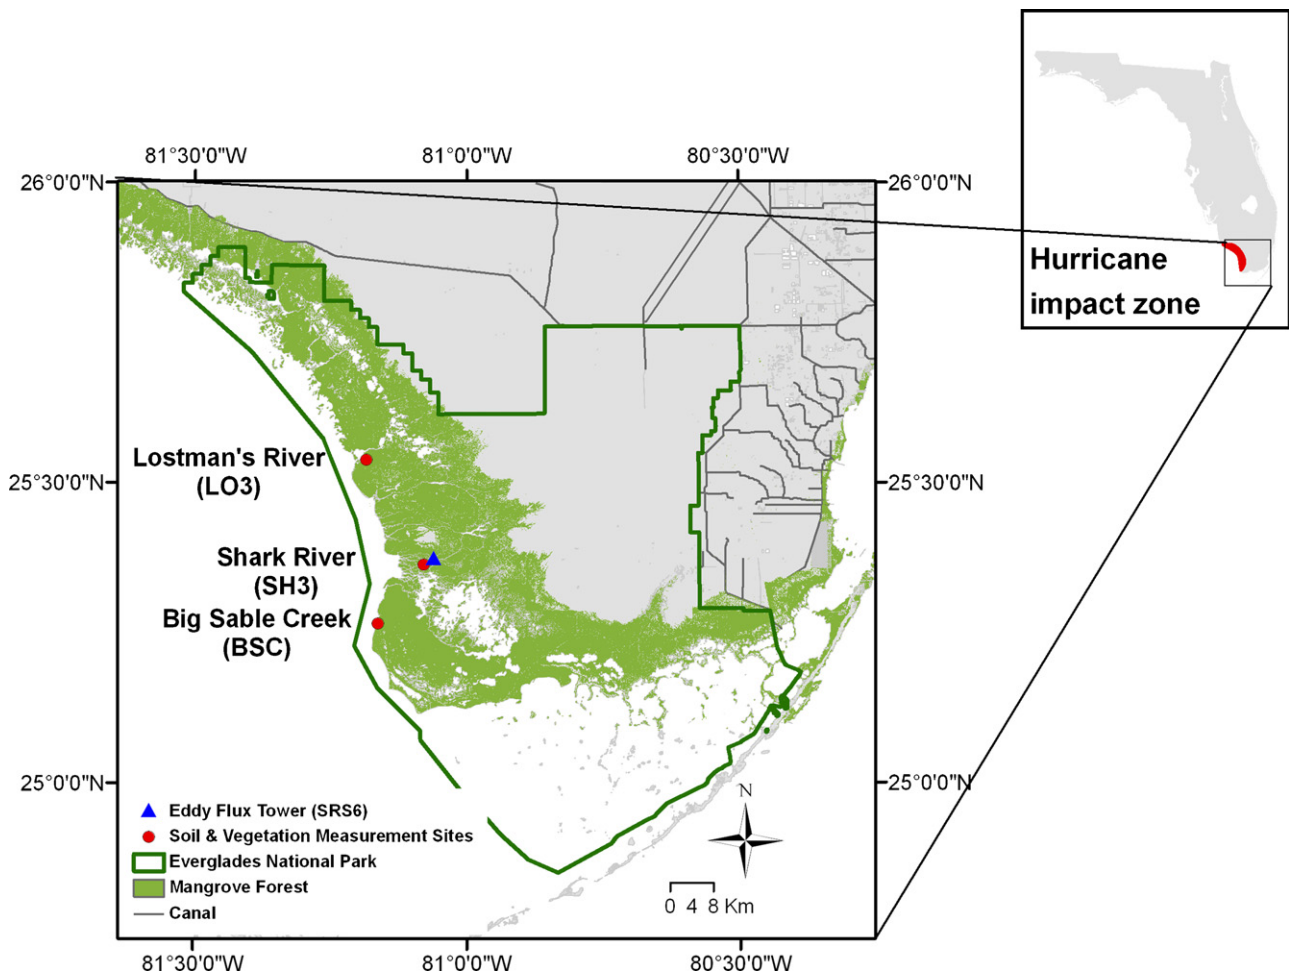 81°30'0"W
81°00'0"W
80°30'0"W
26°0'0"N
26°0'0"N
Hurricane
impact zone
Lostman's River
(LO3)
25°30'0"N
25°30'0"N
Shark River
(SH3)
Big Sable Creek
(BSC)
25°0'0"N
25°0'0"N
N
Eddy Flux Tower (SRS6)
Soil & Vegetation Measurement Sites
Everglades National Park
Mangrove Forest
Canal
0 4 8 Km
81°30'0"W
81°00'0"W
80°30'0"W